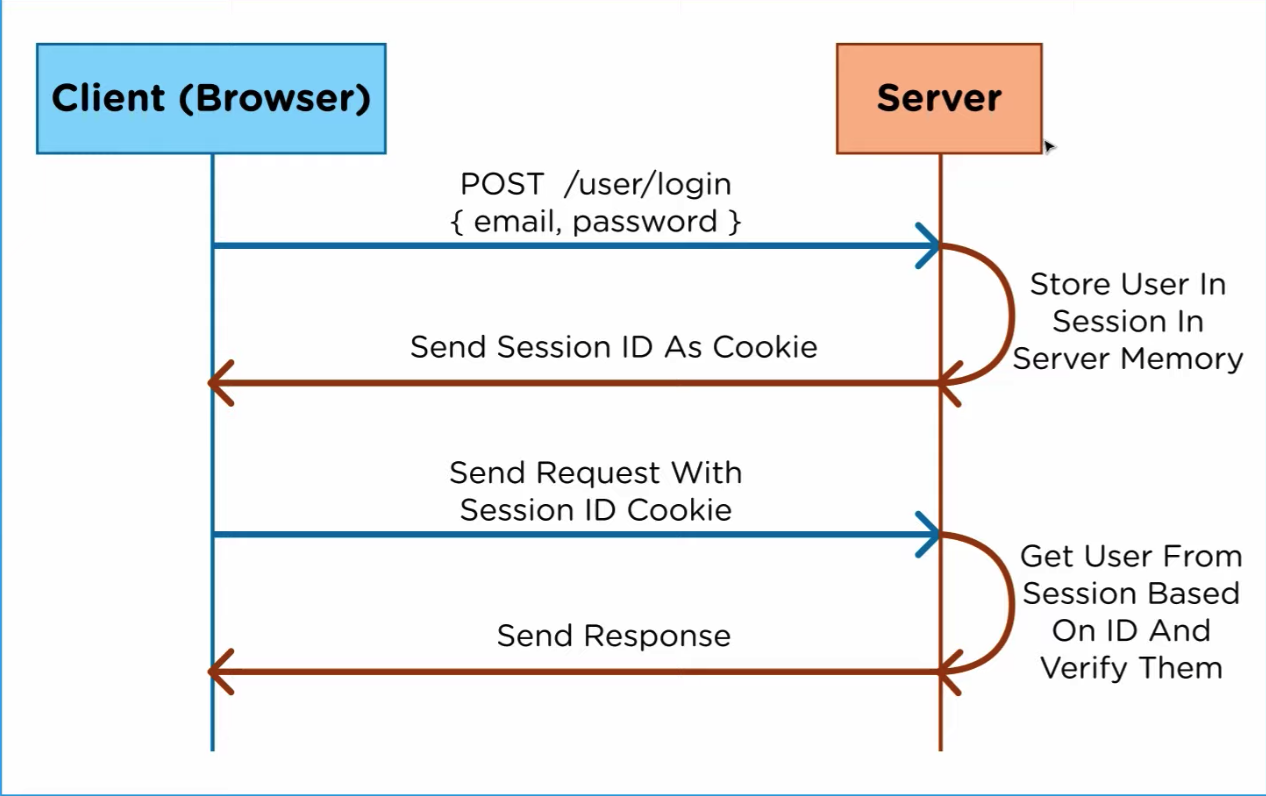 Client (Browser)
Server
POST /user/login
{ email, password }
Store User In
Session In
Server Memory
Send Session ID As Cookie
Send Request With
Session ID Cookie
Get User From
Session Based
On ID And
Verify Them
Send Response